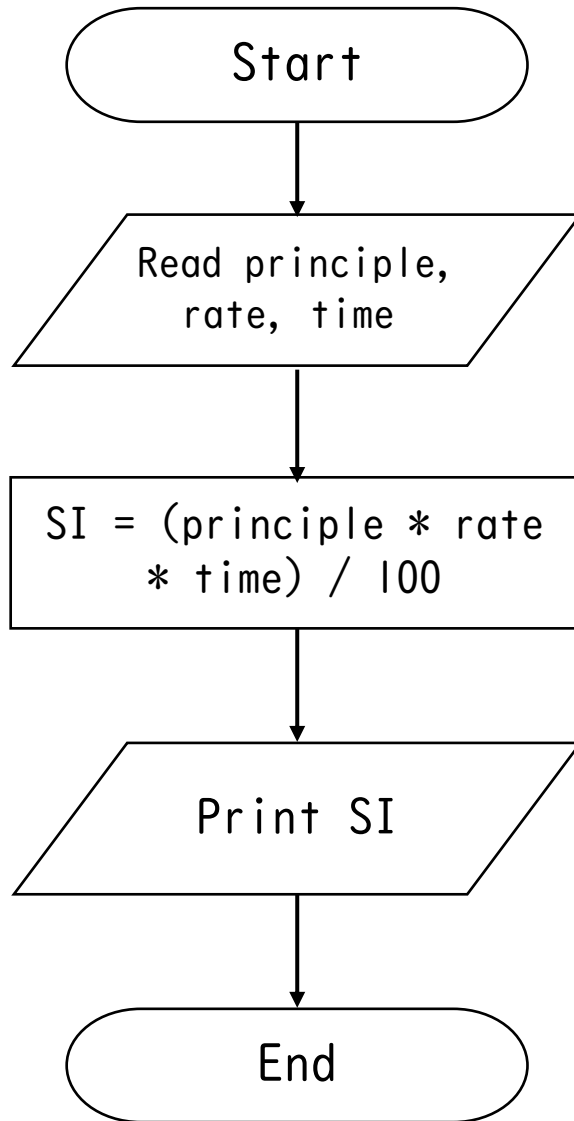 Start
Read principle,
rate, time
SI = (principle * rate
* time) / 100
Print SI
End